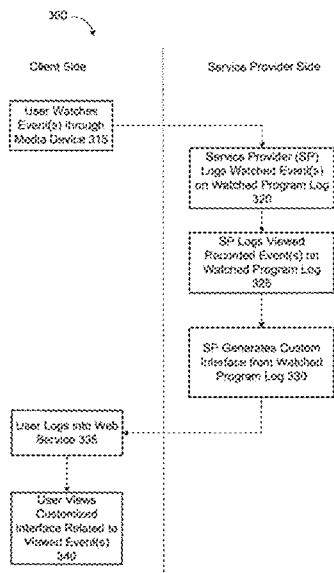 300
Client Side
Service Provider Side
User Watches
Event(s) through
Media Device 315
Service Provider (SP)
Logs Watched Event(s)
on Watched Program Log
320
SP Logs Viewed
Recorded Event(s) on
Watched Program Log
325
SP Generates Custom
Interface from Watched
Program Log 330
User Logs into Web
Service 335
User Views
Customized
Interface Related to
Viewed Event(s)
340